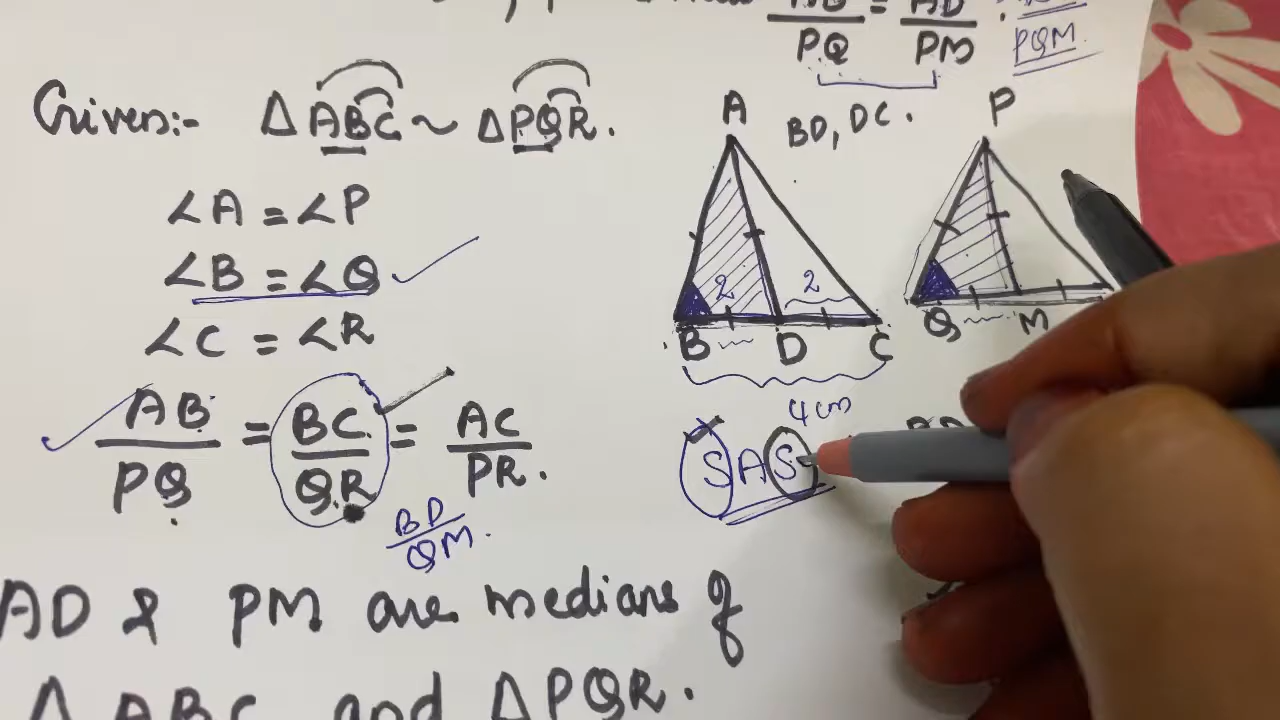 AB/PQ = AD/PM .
PQM
Given:- ΔABC ~ ΔPQR.
∠A = ∠P
∠B = ∠Q
∠C = ∠R
AB/PQ = BC/QR = AC/PR.
BD/QM.
AD & PM are medians of
ΔABC and ΔPQR.
A
BD, DC.
P
2 2
B D C
Q M
4cm
SAS